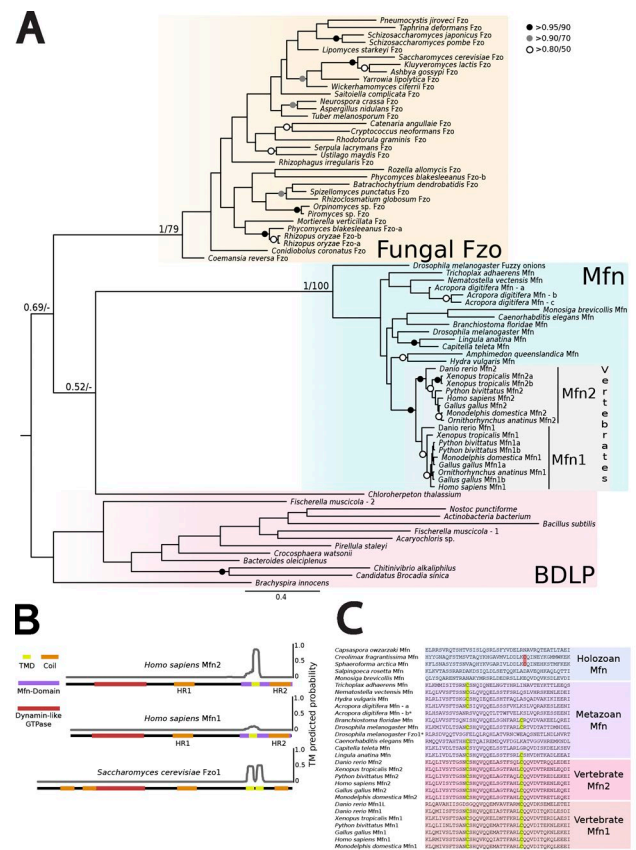 A
>0.95/90
>0.90/70
>0.80/50
Pneumocystis jiroveci Fzo
Taphrina deformans Fzo
Schizosaccharomyces japonicus Fzo
Schizosaccharomyces pombe Fzo
Lipomyces starkeyi Fzo
Saccharomyces cerevisiae Fzo
Kluyveromyces lactis Fzo
Ashbya gossypi Fzo
Yarrowia lipolytica Fzo
Wickerhamomyces ciferrii Fzo
Saitoiella complicata Fzo
Neurospora crassa Fzo
Aspergillus nidulans Fzo
Tuber melanosporum Fzo
Catenaria angullaie Fzo
Cryptococcus neoformans Fzo
Rhodotorula graminis Fzo
Serpula lacrymans Fzo
Ustilago maydis Fzo
Rhizophagus irregularis Fzo
Rozella allomycis Fzo
Phycomyces blakesleeanus Fzo-b
Batrachochytrium dendrobatidis Fzo
Spizellomyces punctatus Fzo
Rhizoclosmatium globosum Fzo
Orpinomyces sp. Fzo
Piromyces sp. Fzo
Mortierella verticillata Fzo
Phycomyces blakesleeanus Fzo-a
Rhizopus oryzae Fzo-b
Rhizopus oryzae Fzo-a
Conidiobolus coronatus Fzo
Coemansia reversa Fzo
1/79
Fungal Fzo
Drosophila melanogaster Fuzzy onions
Trichoplax adhaerens Mfn
Nematostella vectensis Mfn
Acropora digitifera Mfn - a
Acropora digitifera Mfn - b
Acropora digitifera Mfn - c
Monosiga brevicollis Mfn
Caenorhabditis elegans Mfn
Branchiostoma floridae Mfn
Drosophila melanogaster Mfn
Lingula anatina Mfn
Capitella teleta Mfn
Amphimedon queenslandica Mfn
Hydra vulgaris Mfn
Danio rerio Mfn2
Xenopus tropicalis Mfn2a
Xenopus tropicalis Mfn2b
Python bivittatus Mfn2
Homo sapiens Mfn2
Gallus gallus Mfn2
Monodelphis domestica Mfn2
Ornithorhynchus anatinus Mfn2
Danio rerio Mfn1
Xenopus tropicalis Mfn1
Python bivittatus Mfn1a
Python bivittatus Mfn1b
Monodelphis domestica Mfn1
Gallus gallus Mfn1a
Ornithorhynchus anatinus Mfn1
Gallus gallus Mfn1b
Homo sapiens Mfn1
Mfn
1/100
Mfn2
Mfn1
Vertebrates
0.69/-
0.52/-
Chloroherpeton thalassium
Fischerella muscicola - 2
Nostoc punctiforme
Actinobacteria bacterium
Bacillus subtilis
Fischerella muscicola - 1
Acaryochloris sp.
Pirellula staleyi
Crocosphaera watsonii
Bacteroides oleiciplenus
Chitinivibrio alkaliphilus
Candidatus Brocadia sinica
Brachyspira innocens
0.4
BDLP
B
TMD
Coil
Mfn-Domain
Dynamin-like
GTPase
Homo sapiens Mfn2
HR1
HR2
1.0
0.5
0.0
Homo sapiens Mfn1
HR1
HR2
1.0
0.5
0.0
Saccharomyces cerevisiae Fzo1
1.0
0.5
0.0
TM predicted probability
C
Capsaspora owzarzaki Mfn
Creolimax fragrantissima Mfn
Sphaeroforma arctica Mfn
Salpingoeca rosetta Mfn
Monosiga brevicollis Mfn
Trichoplax adhaerens Mfn
Nematostella vectensis Mfn
Hydra vulgaris Mfn
Acropora digitifera Mfn - a
Acropora digitifera Mfn - b*
Branchiostoma floridae Mfn
Drosophila melanogaster Mfn
Drosophila melanogaster Fzo1*
Caenorhabditis elegans Mfn
Capitella teleta Mfn
Lingula anatina Mfn
Danio rerio Mfn2
Xenopus tropicalis Mfn2
Python bivittatus Mfn2
Homo sapiens Mfn2
Gallus gallus Mfn2
Monodelphis domestica Mfn2
Danio rerio Mfn1L
Danio rerio Mfn1
Xenopus tropicalis Mfn1
Python bivittatus Mfn1
Gallus gallus Mfn1
Homo sapiens Mfn1
Monodelphis domestica Mfn1
Holozoan
Mfn
Metazoan
Mfn
Vertebrate
Mfn2
Vertebrate
Mfn1